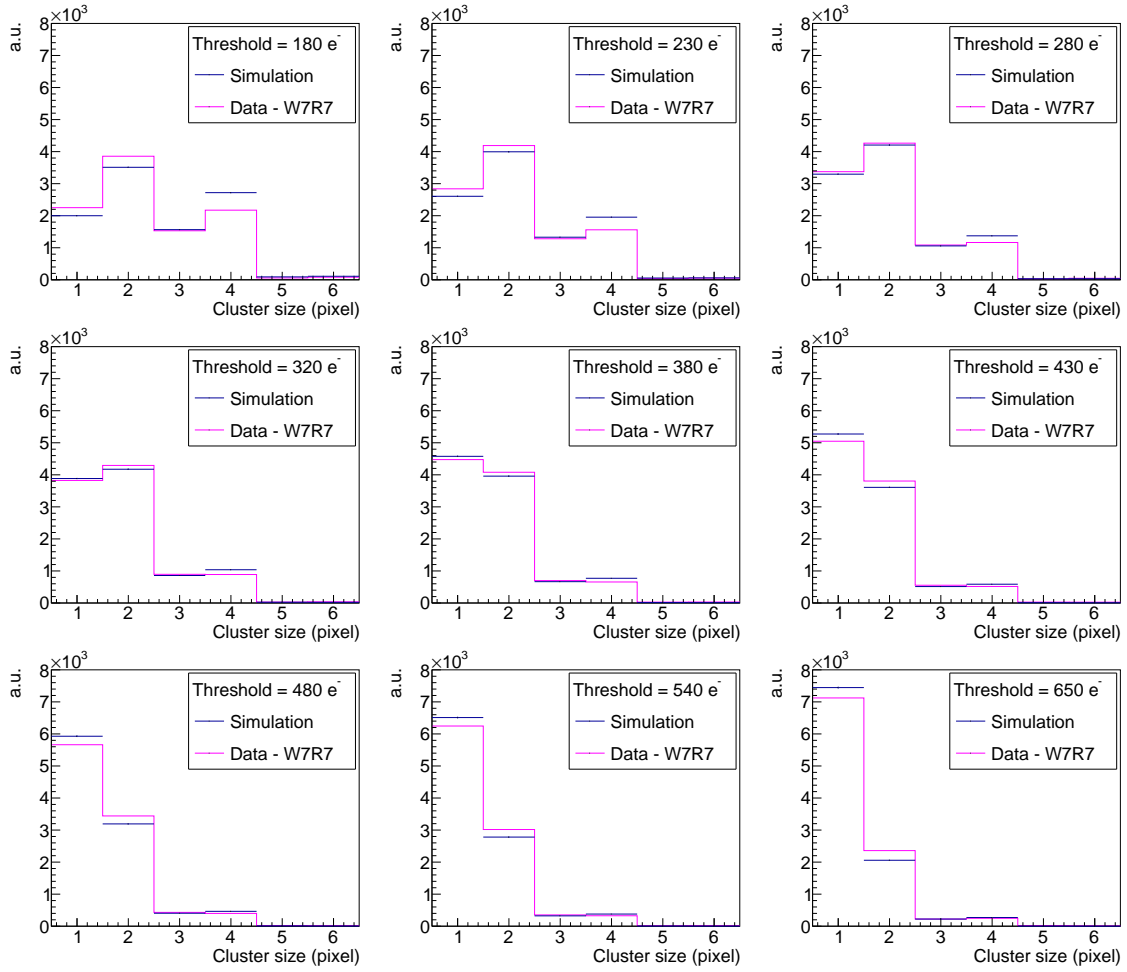 ×10³
a.u.
8
7
6
5
4
3
2
1
0
Threshold = 180 e⁻
Simulation
Data - W7R7
1 2 3 4 5 6
Cluster size (pixel)
×10³
a.u.
8
7
6
5
4
3
2
1
0
Threshold = 230 e⁻
Simulation
Data - W7R7
1 2 3 4 5 6
Cluster size (pixel)
×10³
a.u.
8
7
6
5
4
3
2
1
0
Threshold = 280 e⁻
Simulation
Data - W7R7
1 2 3 4 5 6
Cluster size (pixel)
×10³
a.u.
8
7
6
5
4
3
2
1
0
Threshold = 320 e⁻
Simulation
Data - W7R7
1 2 3 4 5 6
Cluster size (pixel)
×10³
a.u.
8
7
6
5
4
3
2
1
0
Threshold = 380 e⁻
Simulation
Data - W7R7
1 2 3 4 5 6
Cluster size (pixel)
×10³
a.u.
8
7
6
5
4
3
2
1
0
Threshold = 430 e⁻
Simulation
Data - W7R7
1 2 3 4 5 6
Cluster size (pixel)
×10³
a.u.
8
7
6
5
4
3
2
1
0
Threshold = 480 e⁻
Simulation
Data - W7R7
1 2 3 4 5 6
Cluster size (pixel)
×10³
a.u.
8
7
6
5
4
3
2
1
0
Threshold = 540 e⁻
Simulation
Data - W7R7
1 2 3 4 5 6
Cluster size (pixel)
×10³
a.u.
8
7
6
5
4
3
2
1
0
Threshold = 650 e⁻
Simulation
Data - W7R7
1 2 3 4 5 6
Cluster size (pixel)